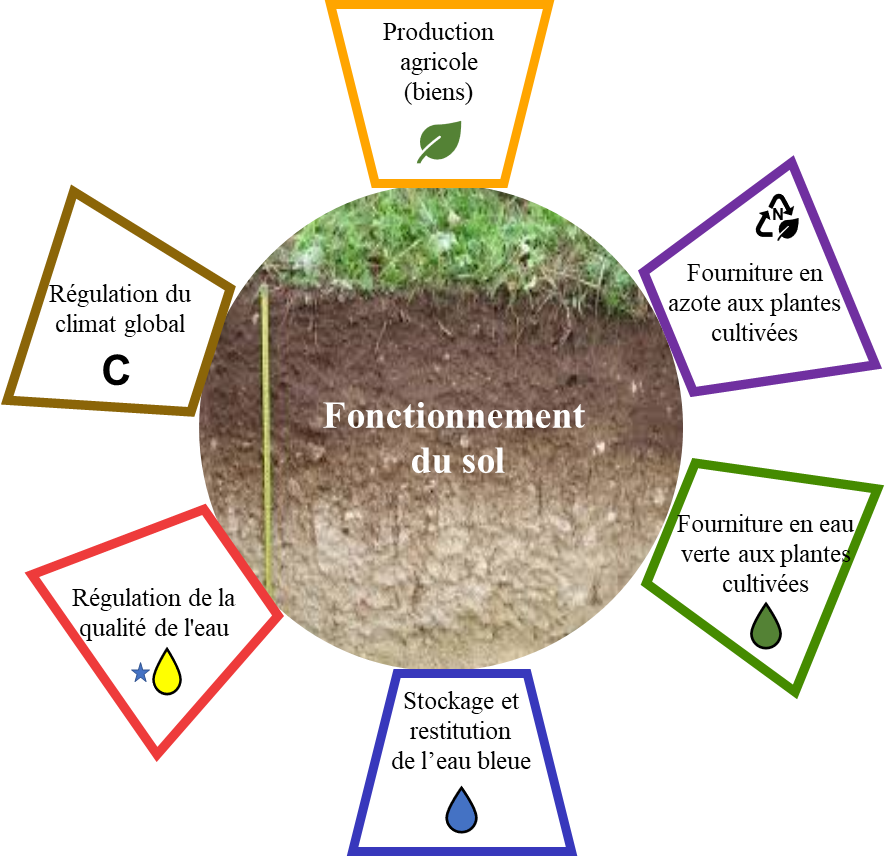 Production
agricole
(biens)
N
Fourniture en
azote aux plantes
cultivées
Fourniture en eau
verte aux plantes
cultivées
Stockage et
restitution
de l’eau bleue
Régulation de la
qualité de l'eau
Régulation du
climat global
C
Fonctionnement
du sol